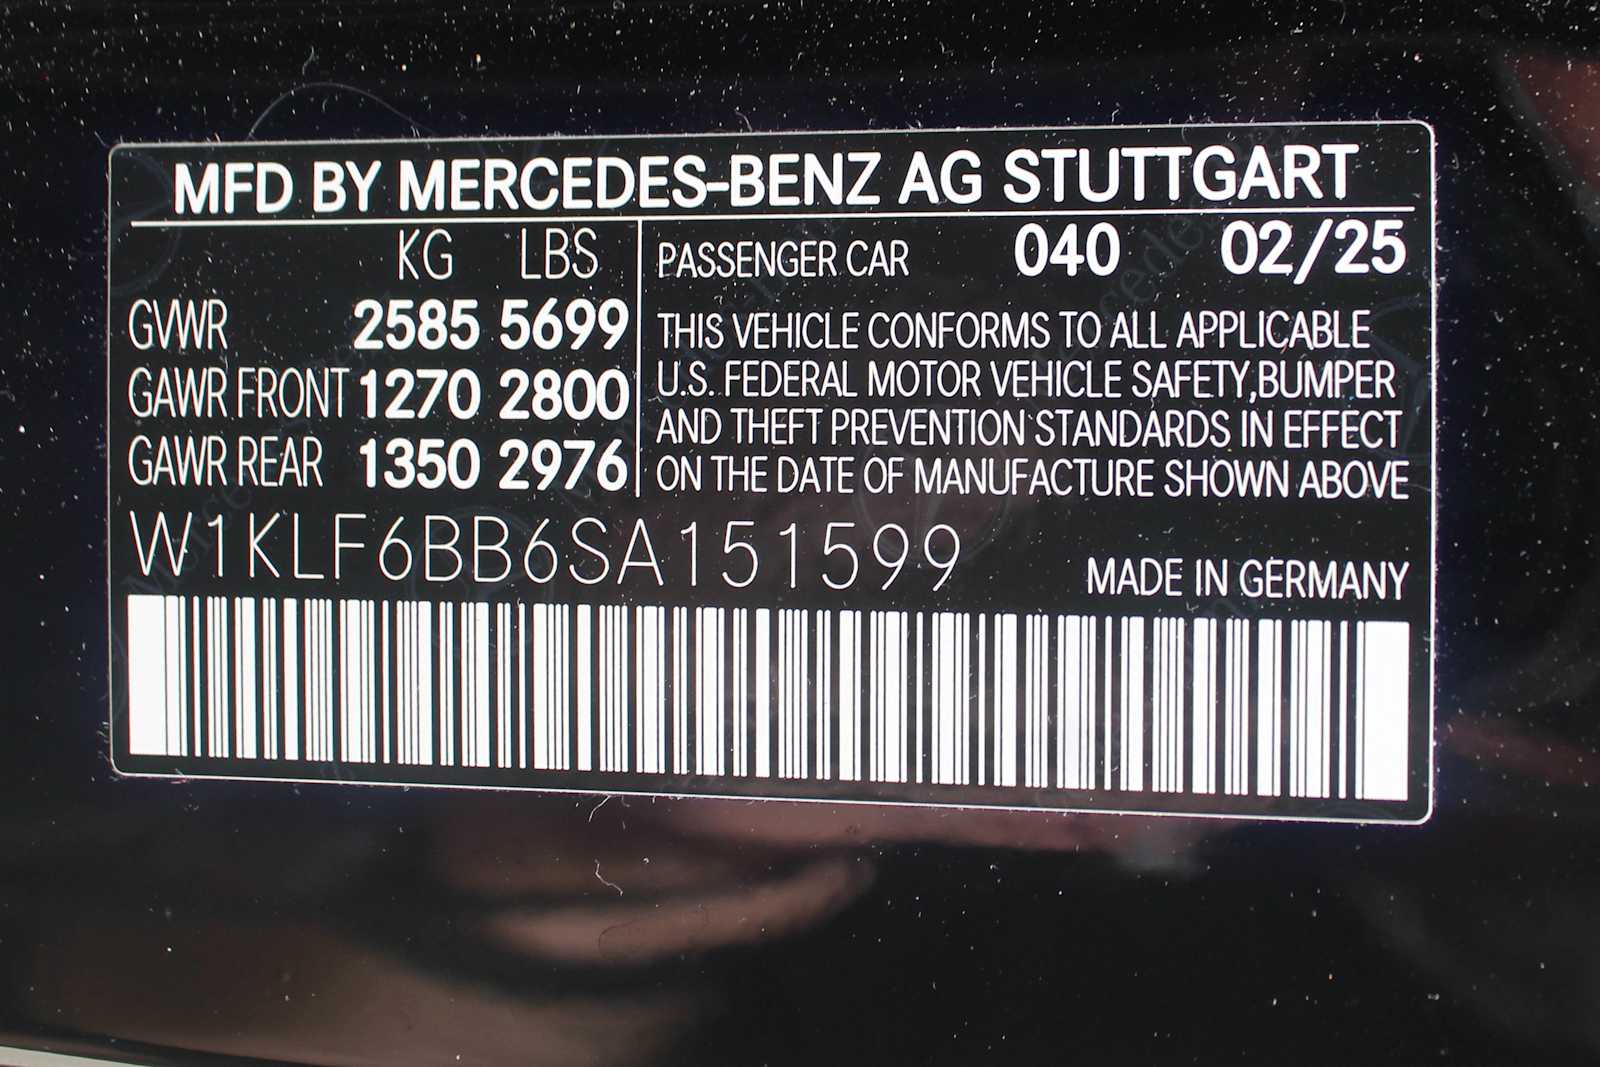 MFD BY MERCEDES-BENZ AG STUTTGART
KG LBS
GVWR 2585 5699
GAWR FRONT 1270 2800
GAWR REAR 1350 2976
PASSENGER CAR 040 02/25
THIS VEHICLE CONFORMS TO ALL APPLICABLE
U.S. FEDERAL MOTOR VEHICLE SAFETY,BUMPER
AND THEFT PREVENTION STANDARDS IN EFFECT
ON THE DATE OF MANUFACTURE SHOWN ABOVE
W1KLF6BB6SA151599
MADE IN GERMANY